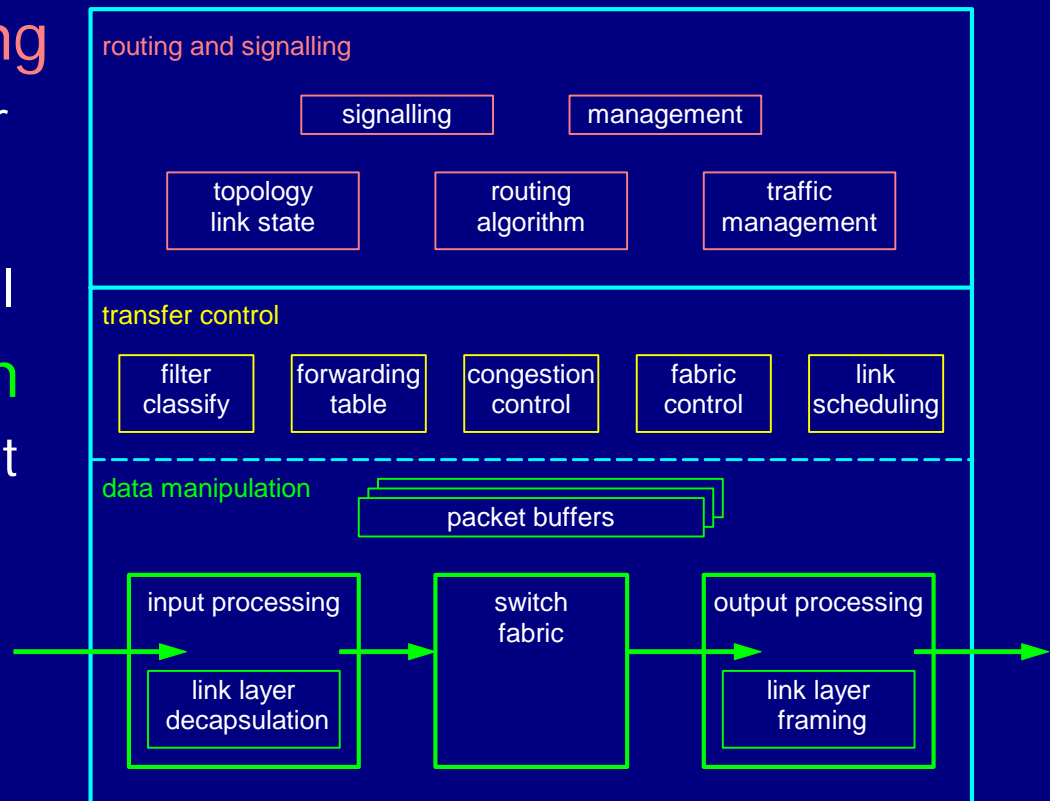 ng
r
l
n
t
routing and signalling
signalling
management
topology
link state
routing
algorithm
traffic
management
transfer control
filter
classify
forwarding
table
congestion
control
fabric
control
link
scheduling
data manipulation
packet buffers
input processing
link layer
decapsulation
switch
fabric
output processing
link layer
framing